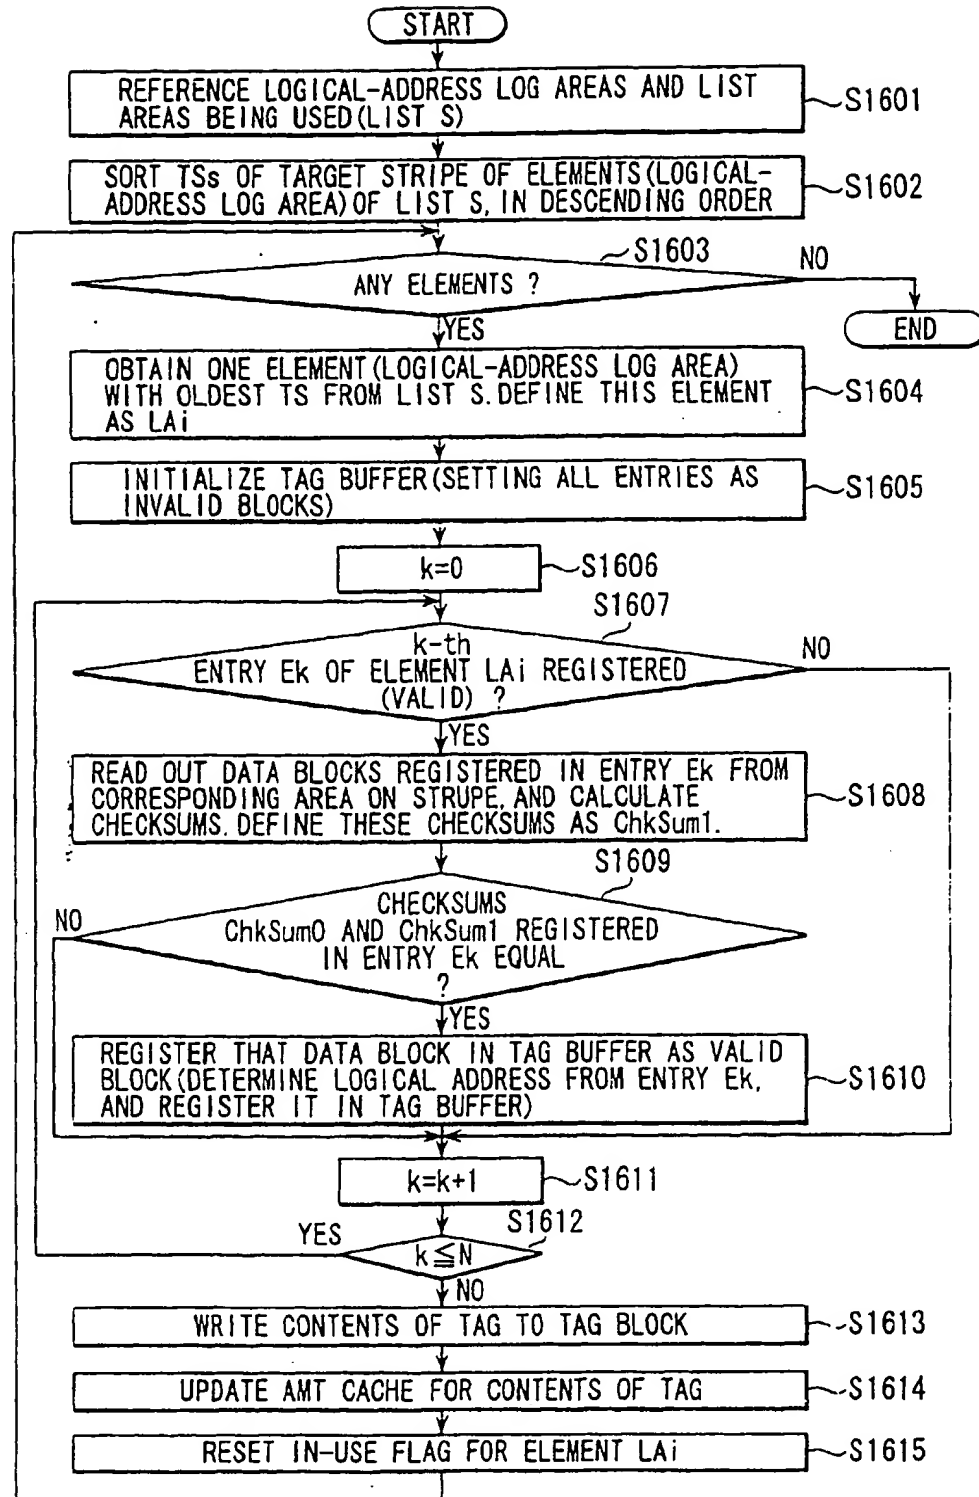 START
REFERENCE LOGICAL-ADDRESS LOG AREAS AND LIST
AREAS BEING USED(LIST S)
S1601
SORT TSs OF TARGET STRIPE OF ELEMENTS(LOGICAL-
ADDRESS LOG AREA)OF LIST S, IN DESCENDING ORDER
S1602
S1603
ANY ELEMENTS ?
NO
YES
END
OBTAIN ONE ELEMENT(LOGICAL-ADDRESS LOG AREA)
WITH OLDEST TS FROM LIST S. DEFINE THIS ELEMENT
AS LAi
S1604
INITIALIZE TAG BUFFER(SETTING ALL ENTRIES AS
INVALID BLOCKS)
S1605
k=0
S1606
S1607
k-th
ENTRY Ek OF ELEMENT LAi REGISTERED
(VALID) ?
NO
YES
READ OUT DATA BLOCKS REGISTERED IN ENTRY Ek FROM
CORRESPONDING AREA ON STRUPE, AND CALCULATE
CHECKSUMS. DEFINE THESE CHECKSUMS AS ChkSum1.
S1608
S1609
NO
CHECKSUMS
ChkSum0 AND ChkSum1 REGISTERED
IN ENTRY Ek EQUAL
?
YES
REGISTER THAT DATA BLOCK IN TAG BUFFER AS VALID
BLOCK(DETERMINE LOGICAL ADDRESS FROM ENTRY Ek,
AND REGISTER IT IN TAG BUFFER)
S1610
k=k+1
S1611
S1612
YES
k≦N
NO
WRITE CONTENTS OF TAG TO TAG BLOCK
S1613
UPDATE AMT CACHE FOR CONTENTS OF TAG
S1614
RESET IN-USE FLAG FOR ELEMENT LAi
S1615